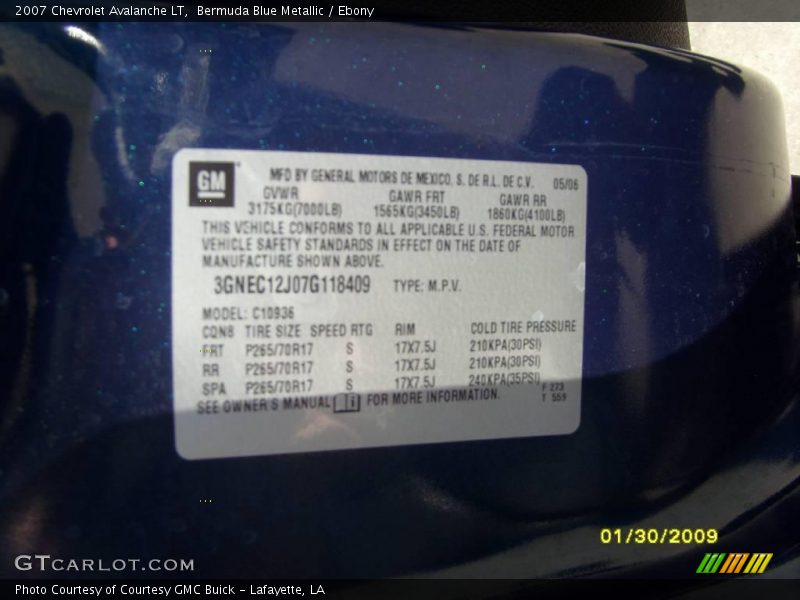 2007 Chevrolet Avalanche LT, Bermuda Blue Metallic / Ebony
GM
MFD BY GENERAL MOTORS DE MEXICO, S. DE R.L. DE C.V. 05/06
GVWR GAWR FRT GAWR RR
3175KG(7000LB) 1565KG(3450LB) 1860KG(4100LB)
THIS VEHICLE CONFORMS TO ALL APPLICABLE U.S. FEDERAL MOTOR
VEHICLE SAFETY STANDARDS IN EFFECT ON THE DATE OF
MANUFACTURE SHOWN ABOVE.
3GNEC12J07G118409 TYPE: M.P.V.
MODEL: C10936
CQN8 TIRE SIZE SPEED RTG RIM COLD TIRE PRESSURE
FRT P265/70R17 S 17X7.5J 210KPA(30PSI)
RR P265/70R17 S 17X7.5J 210KPA(30PSI)
SPA P265/70R17 S 17X7.5J 240KPA(35PSI)
SEE OWNER'S MANUAL FOR MORE INFORMATION.
F 273
T 559
01/30/2009
GTCARLOT.COM
Photo Courtesy of Courtesy GMC Buick - Lafayette, LA